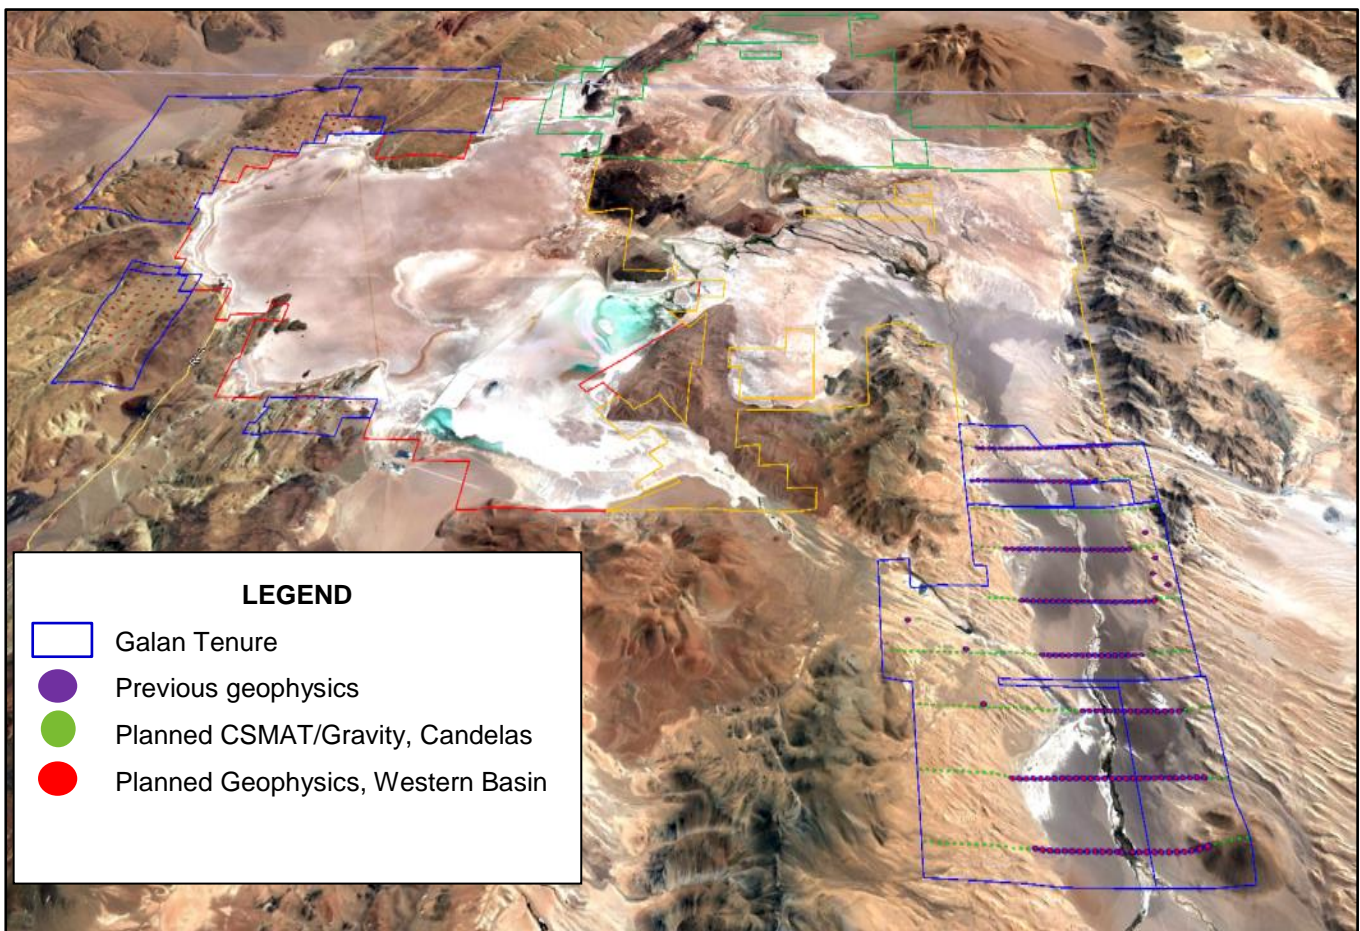 LEGEND
Galan Tenure
Previous geophysics
Planned CSMAT/Gravity, Candelas
Planned Geophysics, Western Basin